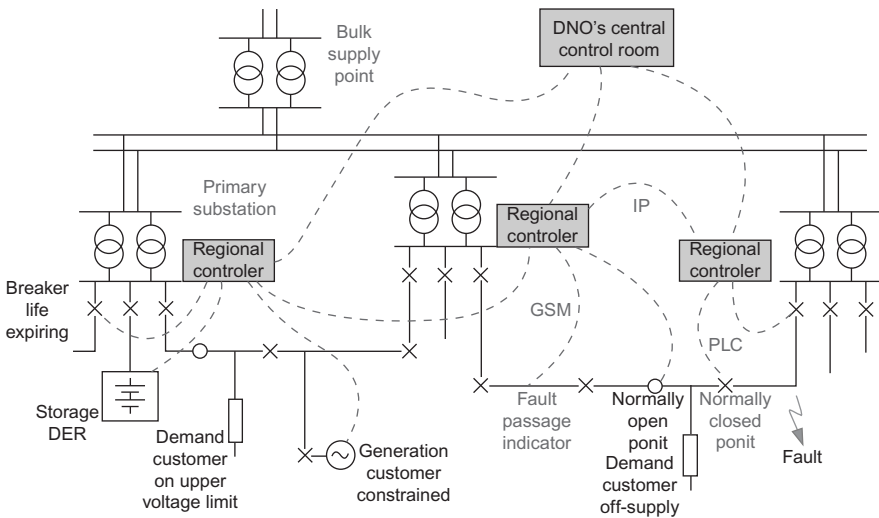 Bulk
supply
point
DNO's central
control room
Primary
substation
Regional
controler
Regional
controler
IP
Regional
controler
Breaker
life
expiring
GSM
PLC
Storage
DER
Demand
customer
on upper
voltage limit
Generation
customer
constrained
Fault
passage
indicator
Normally
open
ponit
Demand
customer
off-supply
Normally
closed
ponit
Fault